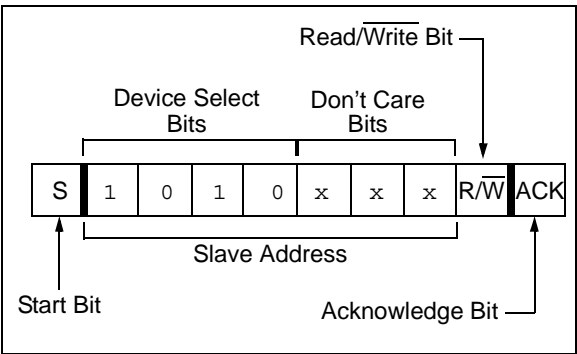 Read/Write Bit
Device Select
Bits
Don't Care
Bits
S 1 0 1 0 x x x R/W ACK
Slave Address
Start Bit
Acknowledge Bit